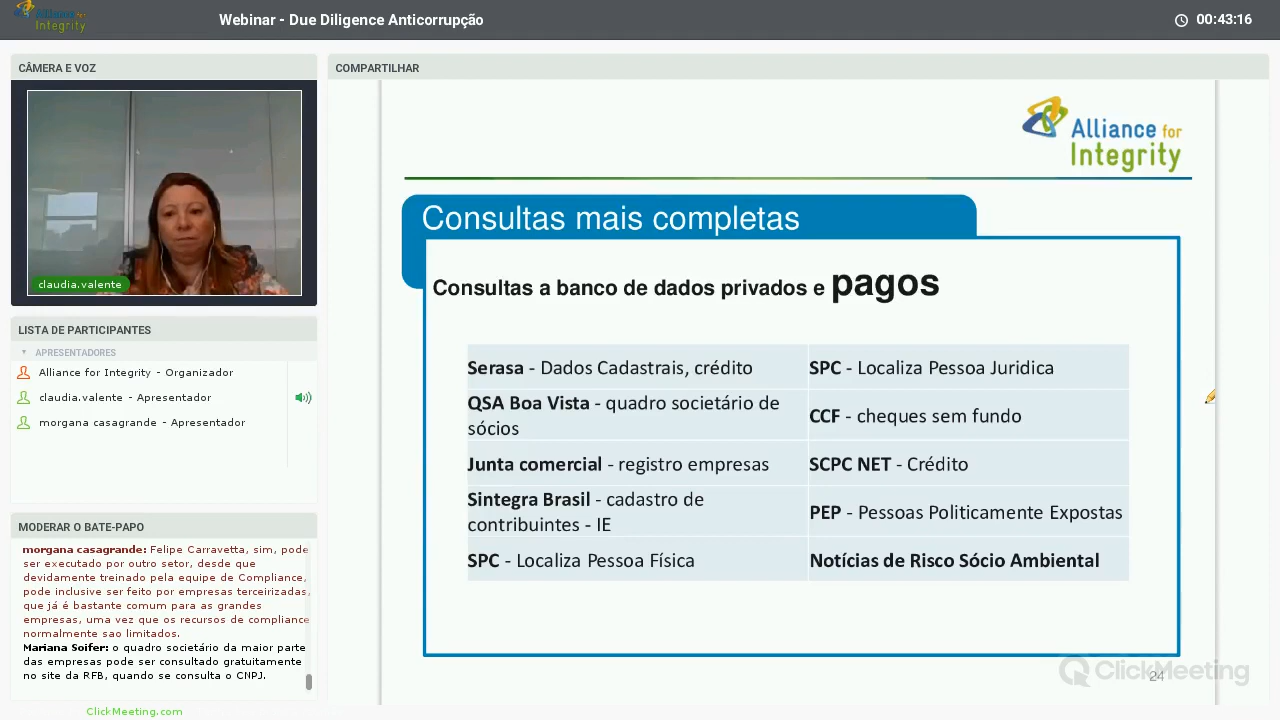 Alliance for
Integrity
Webinar - Due Diligence Anticorrupção
00:43:16
CÂMERA E VOZ
claudia.valente
LISTA DE PARTICIPANTES
APRESENTADORES
Alliance for Integrity - Organizador
claudia.valente - Apresentador
morgana casagrande - Apresentador
MODERAR O BATE-PAPO
morgana casagrande: Felipe Carravetta, sim, pode
ser executado por outro setor, desde que
devidamente treinado pela equipe de Compliance,
pode inclusive ser feito por empresas terceirizadas,
que já é bastante comum para as grandes
empresas, uma vez que os recursos de compliance
normalmente sao limitados.
Mariana Soifer: o quadro societário da maior parte
das empresas pode ser consultado gratuitamente
no site da RFB, quando se consulta o CNPJ.
ClickMeeting.com
COMPARTILHAR
Alliance for
Integrity
Consultas mais completas
Consultas a banco de dados privados e pagos
Serasa - Dados Cadastrais, crédito
SPC - Localiza Pessoa Juridica
QSA Boa Vista - quadro societário de
sócios
CCF - cheques sem fundo
Junta comercial - registro empresas
SCPC NET - Crédito
Sintegra Brasil - cadastro de
contribuintes - IE
PEP - Pessoas Politicamente Expostas
SPC - Localiza Pessoa Física
Notícias de Risco Sócio Ambiental
ClickMeeting
24